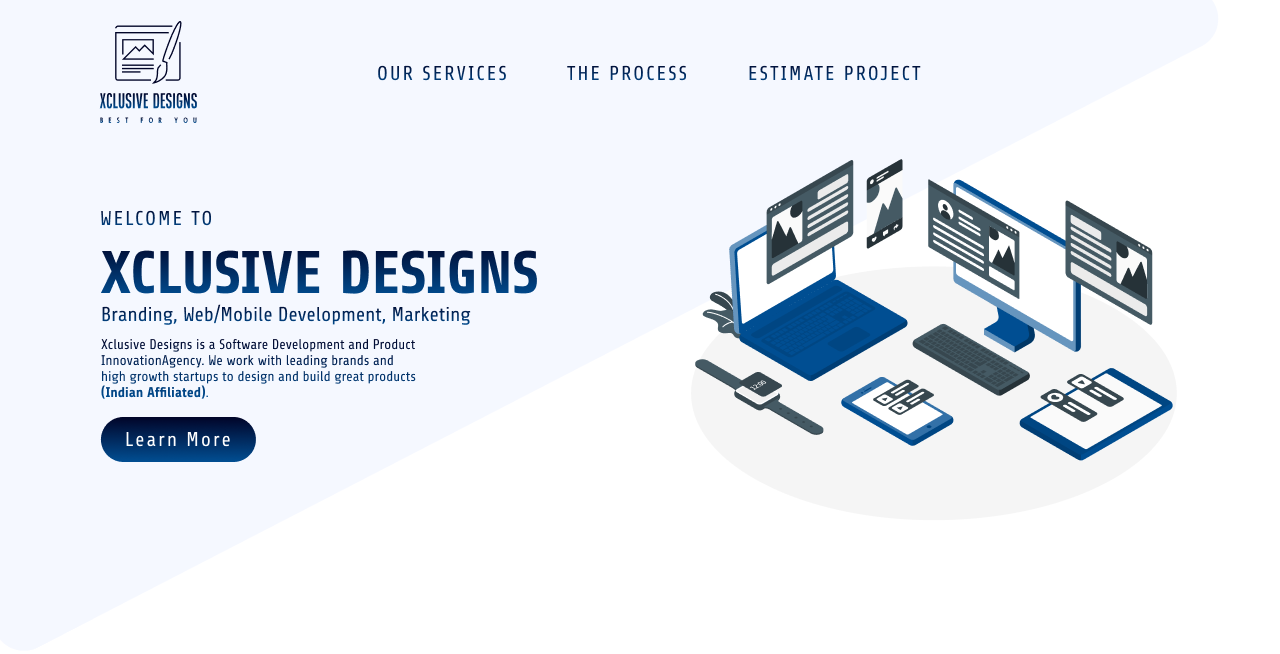 XCLUSIVE DESIGNS
BEST FOR YOU
OUR SERVICES THE PROCESS ESTIMATE PROJECT
WELCOME TO
XCLUSIVE DESIGNS
Branding, Web/Mobile Development, Marketing
Xclusive Designs is a Software Development and Product
InnovationAgency. We work with leading brands and
high growth startups to design and build great products
(Indian Affiliated).
Learn More
12:00